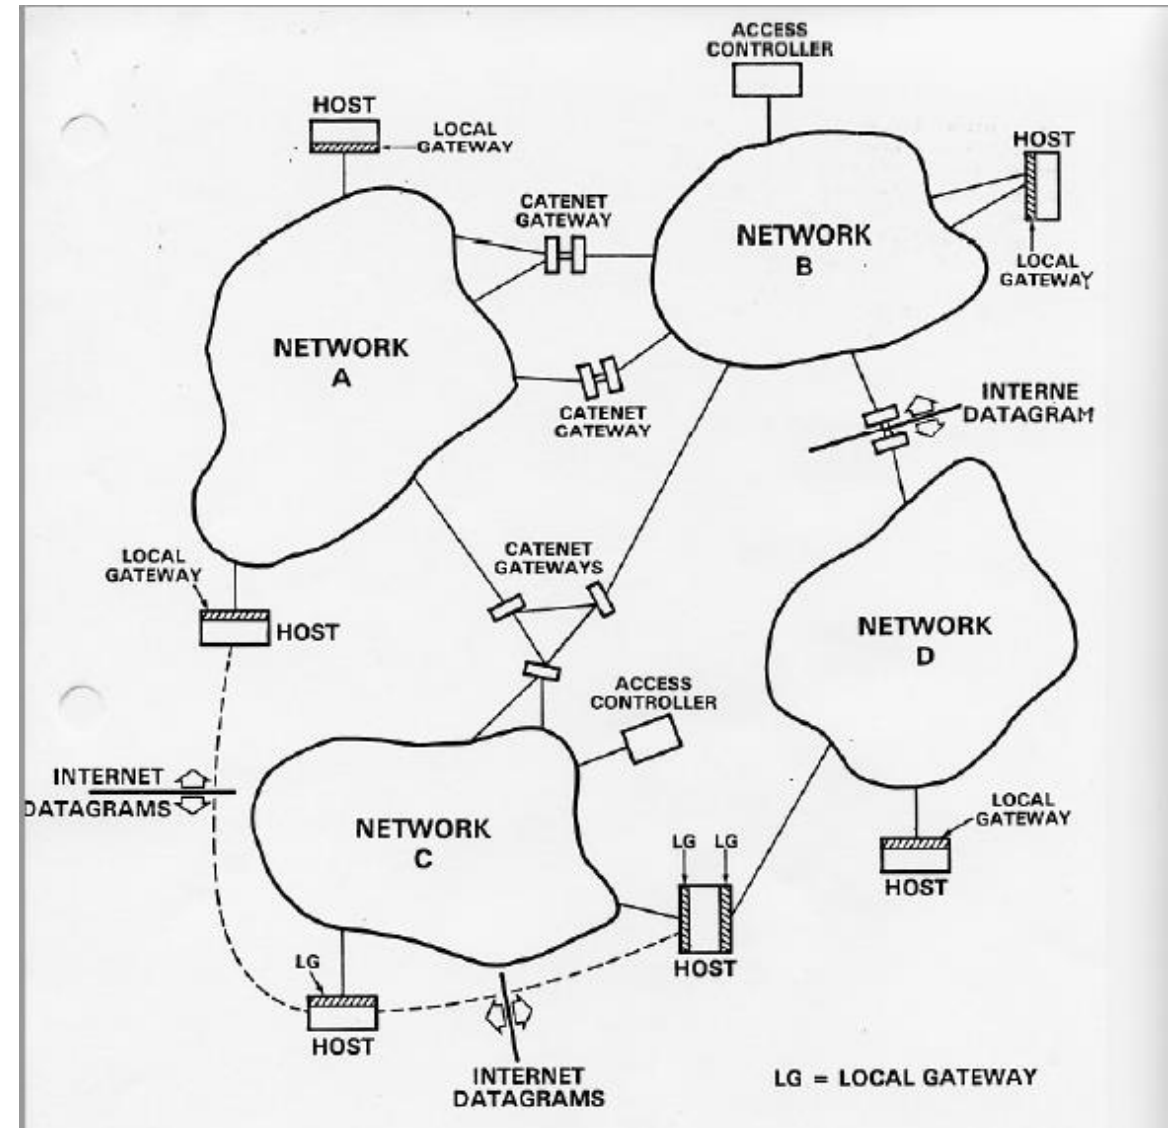 ACCESS
CONTROLLER
HOST
LOCAL
GATEWAY
HOST
CATENET
GATEWAY
NETWORK
B
LOCAL
GATEWAY
NETWORK
A
INTERNE
DATAGRAM
CATENET
GATEWAY
LOCAL
GATEWAY
CATENET
GATEWAYS
HOST
NETWORK
D
ACCESS
CONTROLLER
INTERNET
DATAGRAMS
NETWORK
C
LOCAL
GATEWAY
LG LG
HOST
LG
HOST
HOST
INTERNET
DATAGRAMS
LG = LOCAL GATEWAY